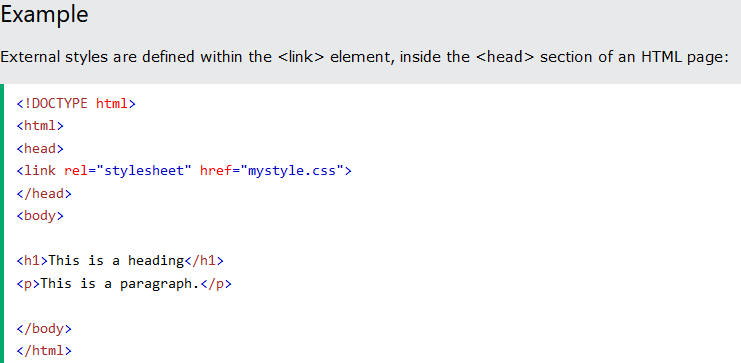 Example
External styles are defined within the <link> element, inside the <head> section of an HTML page:
<!DOCTYPE html>
<html>
<head>
<link rel="stylesheet" href="mystyle.css">
</head>
<body>
<h1>This is a heading</h1>
<p>This is a paragraph.</p>
</body>
</html>